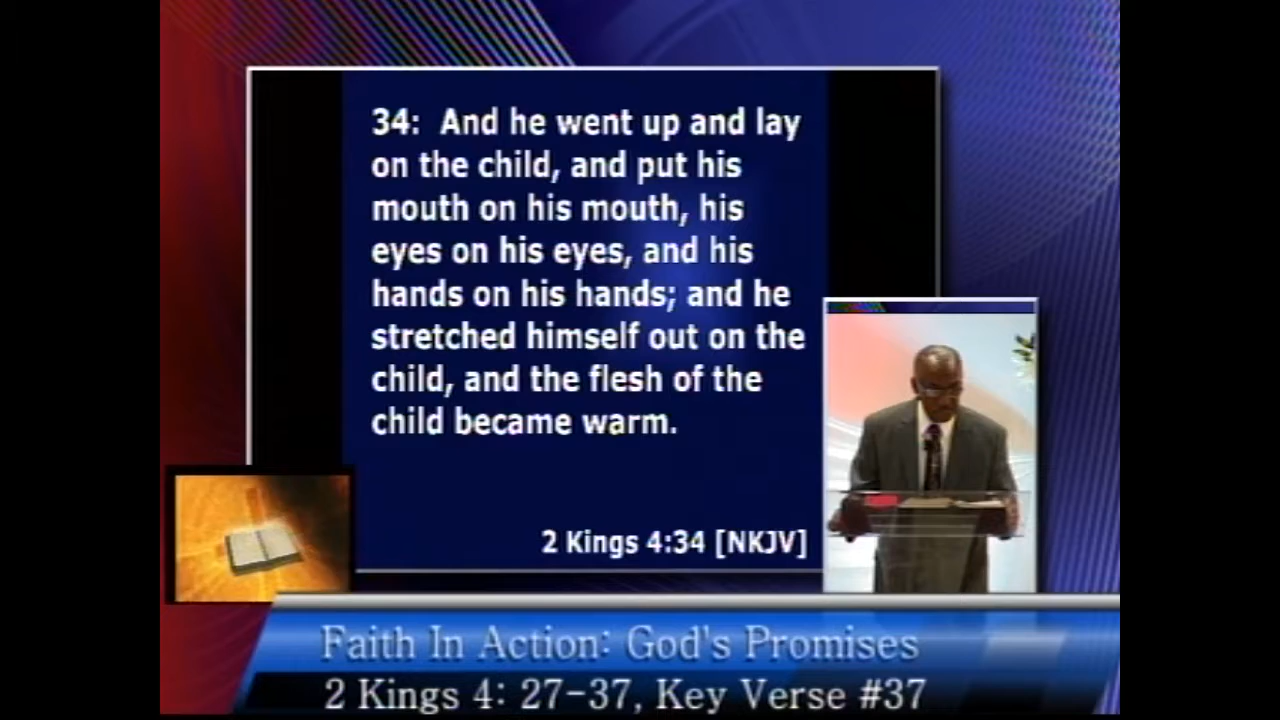 34: And he went up and lay
on the child, and put his
mouth on his mouth, his
eyes on his eyes, and his
hands on his hands; and he
stretched himself out on the
child, and the flesh of the
child became warm.
2 Kings 4:34 [NKJV]
Faith In Action: God's Promises
2 Kings 4: 27-37, Key Verse #37